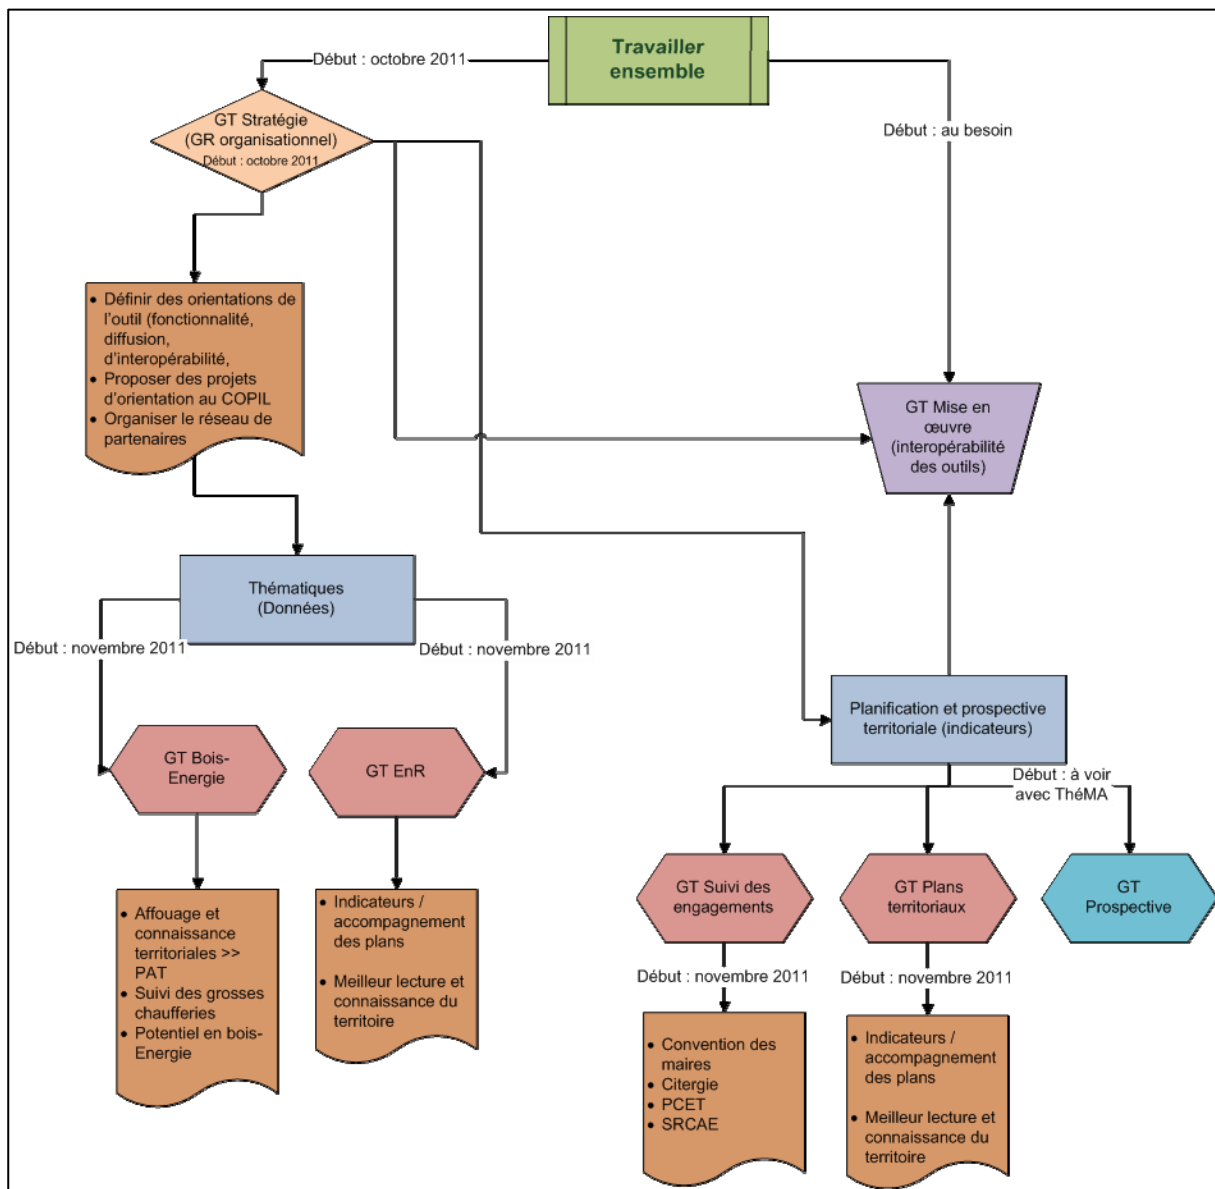 Travailler
ensemble
Début : octobre 2011
Début : au besoin
GT Stratégie
(GR organisationnel)
Début : octobre 2011
• Définir des orientations de
l'outil (fonctionnalité,
diffusion,
d'interopérabilité,
• Proposer des projets
d'orientation au COPIL
• Organiser le réseau de
partenaires
GT Mise en
œuvre
(interopérabilité
des outils)
Thématiques
(Données)
Début : novembre 2011
Début : novembre 2011
Planification et prospective
territoriale (indicateurs)
GT Bois-
Energie
GT EnR
Début : à voir
avec ThéMA
GT Suivi des
engagements
GT Plans
territoriaux
GT
Prospective
• Affouage et
connaissance
territoriales >>
PAT
• Suivi des grosses
chaufferies
• Potentiel en bois-
Energie
• Indicateurs /
accompagnement
des plans
• Meilleur lecture et
connaissance du
territoire
Début : novembre 2011
Début : novembre 2011
• Convention des
maires
• Citergie
• PCET
• SRCAE
• Indicateurs /
accompagnement
des plans
• Meilleur lecture et
connaissance du
territoire